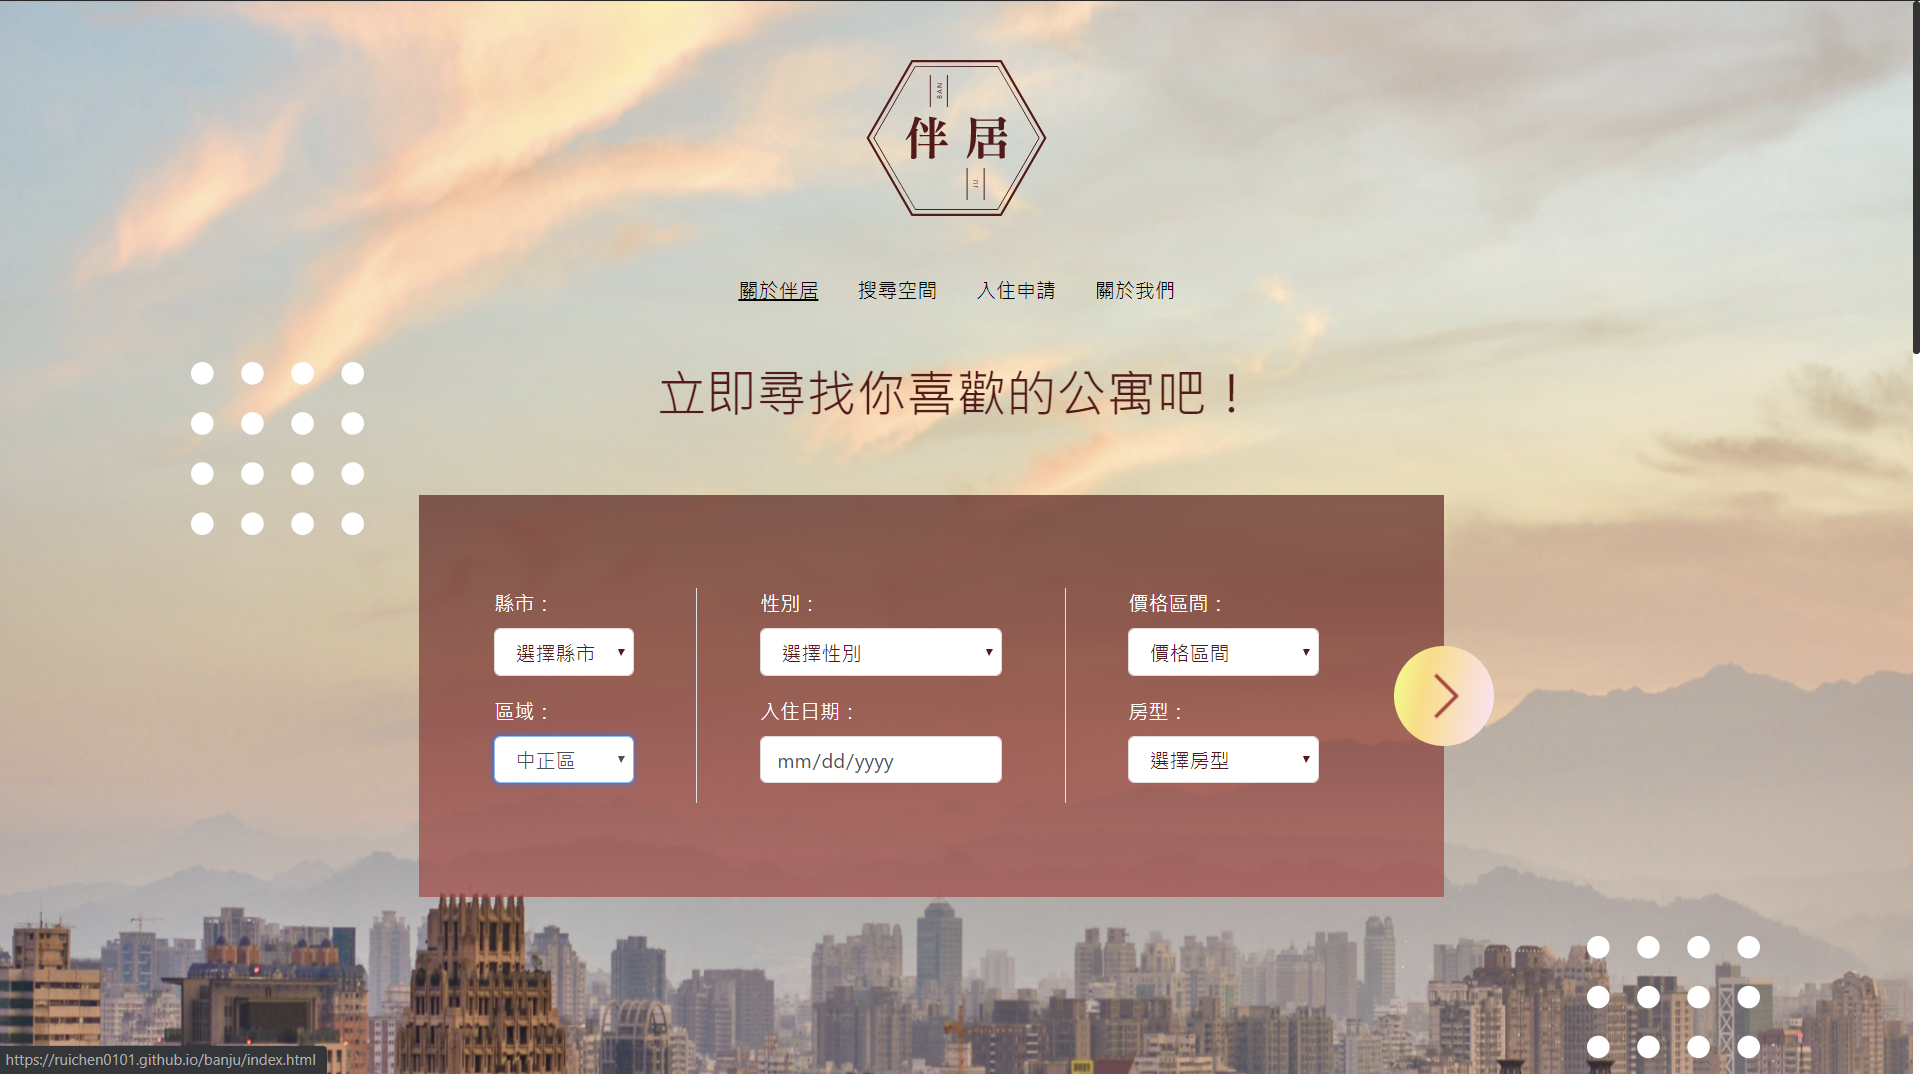 BAN
伴居
JU
關於伴居 搜尋空間 入住申請 關於我們
立即尋找你喜歡的公寓吧！
縣市： 性別： 價格區間：
選擇縣市 選擇性別 價格區間
區域： 入住日期： 房型：
中正區 mm/dd/yyyy 選擇房型
https://ruichen0101.github.io/banju/index.html